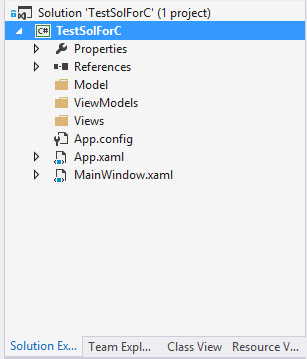 Solution 'TestSolForC' (1 project)
C# TestSolForC
Properties
References
Model
ViewModels
Views
App.config
App.xaml
MainWindow.xaml
Solution Ex... Team Expl... Class View Resource V...